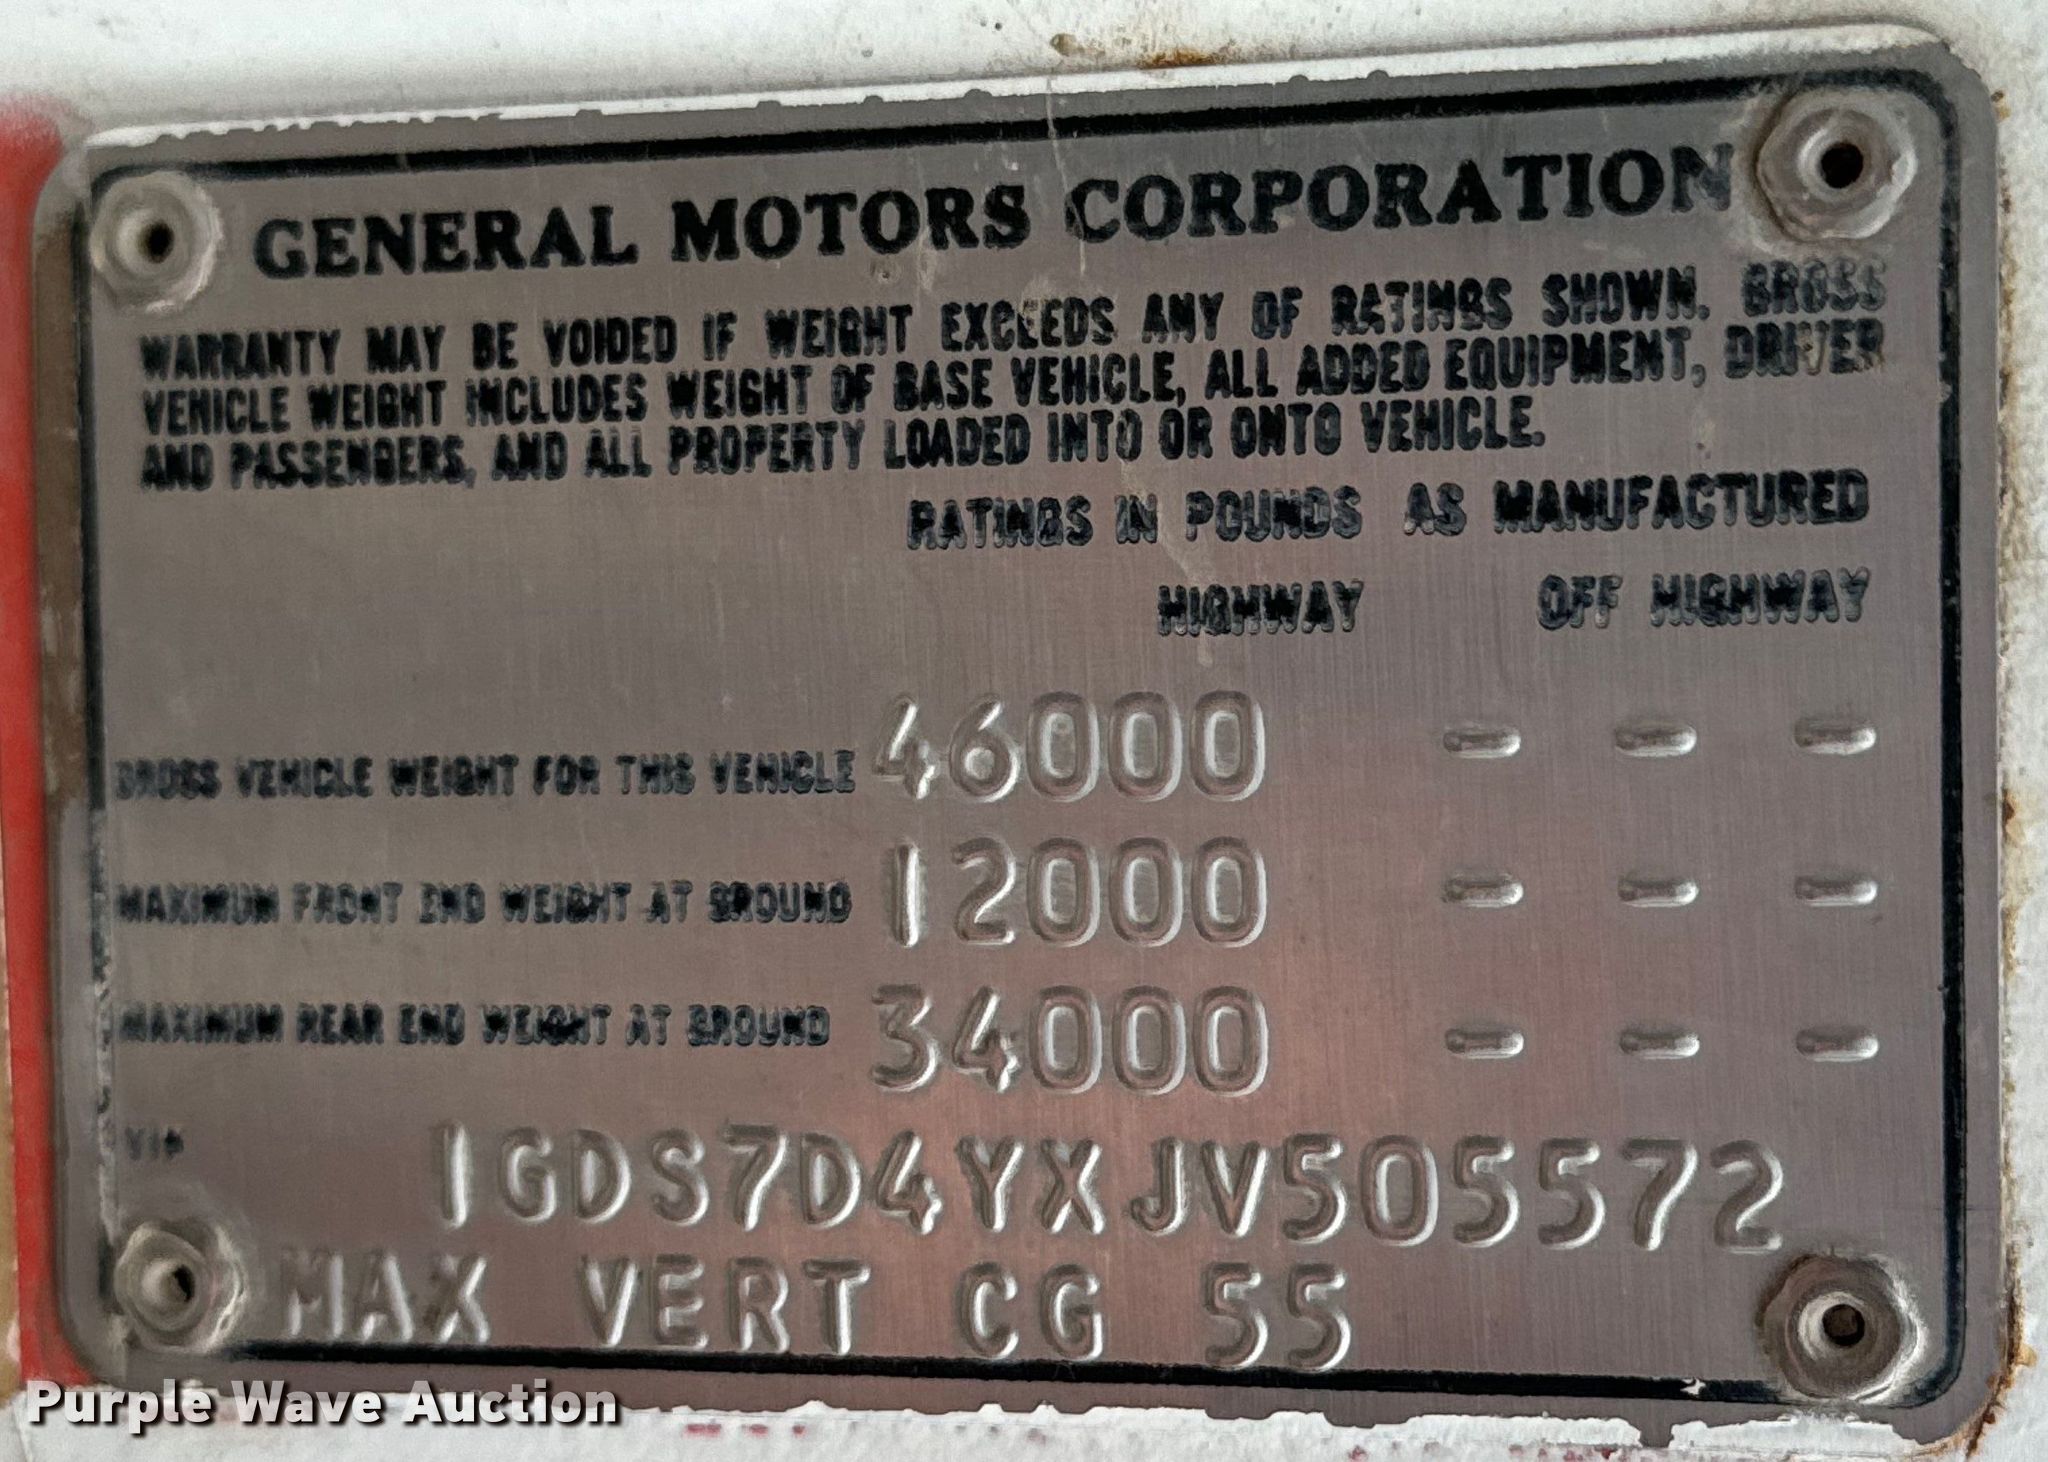 GENERAL MOTORS CORPORATION
WARRANTY MAY BE VOIDED IF WEIGHT EXCEEDS ANY OF RATINGS SHOWN. GROSS
VEHICLE WEIGHT INCLUDES WEIGHT OF BASE VEHICLE, ALL ADDED EQUIPMENT, DRIVER
AND PASSENGERS, AND ALL PROPERTY LOADED INTO OR ONTO VEHICLE.
RATINGS IN POUNDS AS MANUFACTURED
HIGHWAY OFF HIGHWAY
GROSS VEHICLE WEIGHT FOR THIS VEHICLE 46000 - - -
MAXIMUM FRONT END WEIGHT AT GROUND 12000 - - -
MAXIMUM REAR END WEIGHT AT GROUND 34000 - - -
VIN 1GDS7D4YXJV505572
MAX VERT CG 55
Purple Wave Auction